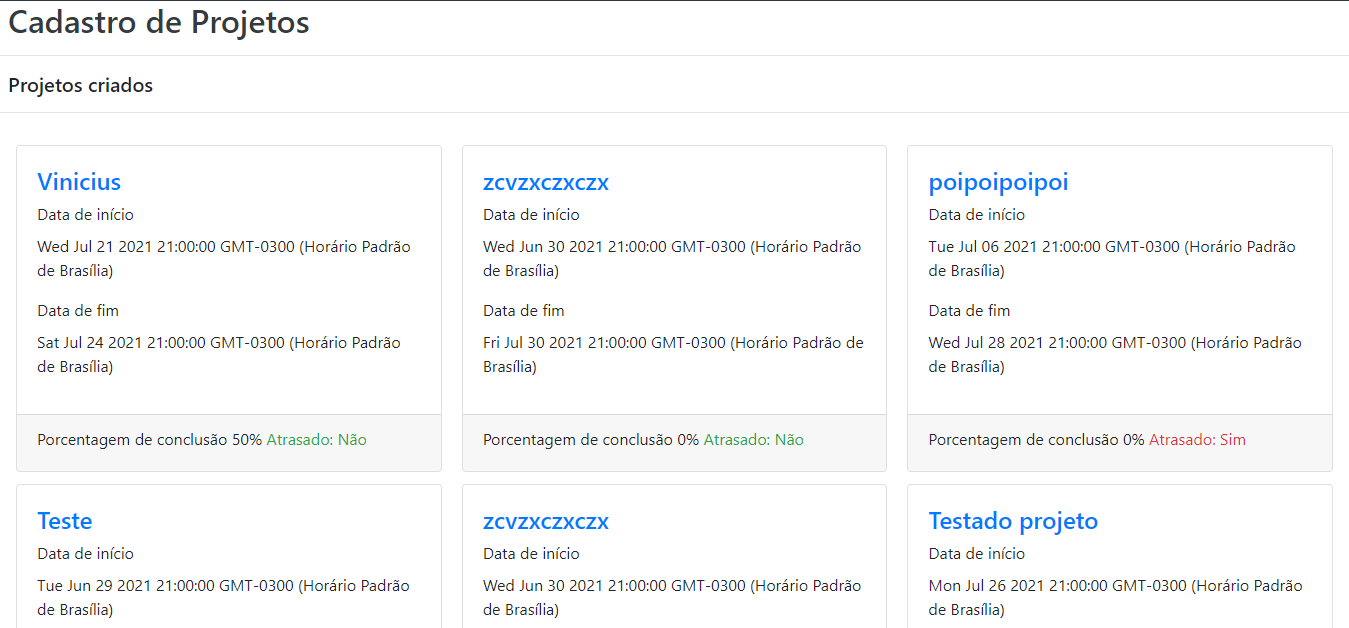 Cadastro de Projetos
Projetos criados
Vinicius
Data de início
Wed Jul 21 2021 21:00:00 GMT-0300 (Horário Padrão
de Brasília)
Data de fim
Sat Jul 24 2021 21:00:00 GMT-0300 (Horário Padrão
de Brasília)
Porcentagem de conclusão 50% Atrasado: Não
zcvzxczxczx
Data de início
Wed Jun 30 2021 21:00:00 GMT-0300 (Horário Padrão
de Brasília)
Data de fim
Fri Jul 30 2021 21:00:00 GMT-0300 (Horário Padrão de
Brasília)
Porcentagem de conclusão 0% Atrasado: Não
poipoipoipoi
Data de início
Tue Jul 06 2021 21:00:00 GMT-0300 (Horário Padrão
de Brasília)
Data de fim
Wed Jul 28 2021 21:00:00 GMT-0300 (Horário Padrão
de Brasília)
Porcentagem de conclusão 0% Atrasado: Sim
Teste
Data de início
Tue Jun 29 2021 21:00:00 GMT-0300 (Horário Padrão
de Brasília)
zcvzxczxczx
Data de início
Wed Jun 30 2021 21:00:00 GMT-0300 (Horário Padrão
de Brasília)
Testado projeto
Data de início
Mon Jul 26 2021 21:00:00 GMT-0300 (Horário Padrão
de Brasília)